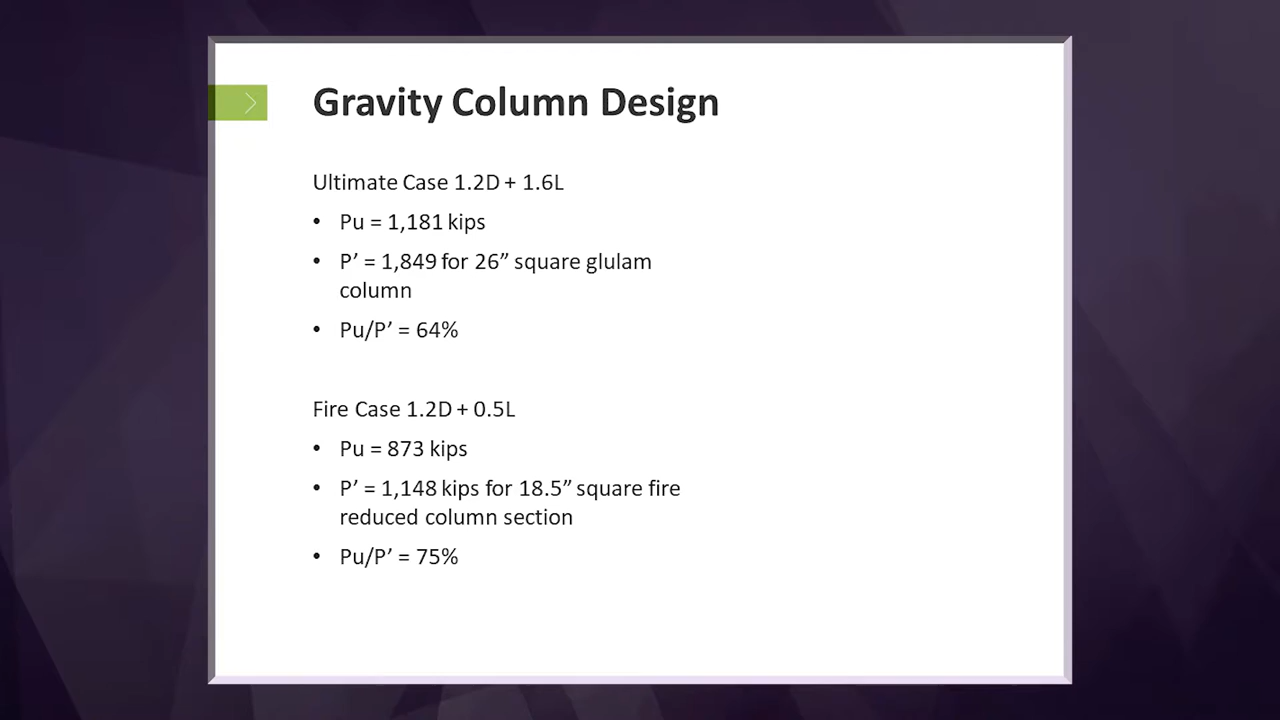 Gravity Column Design
Ultimate Case 1.2D + 1.6L
• Pu = 1,181 kips
• P’ = 1,849 for 26” square glulam
column
• Pu/P’ = 64%
Fire Case 1.2D + 0.5L
• Pu = 873 kips
• P’ = 1,148 kips for 18.5” square fire
reduced column section
• Pu/P’ = 75%